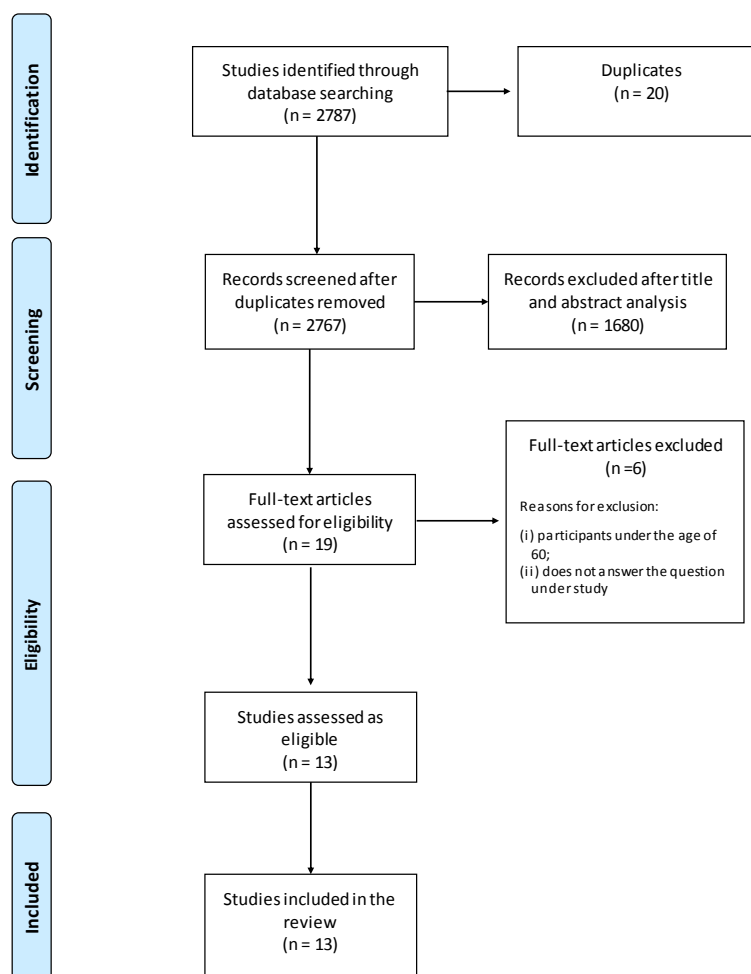 Identification
Studies identified through
database searching
(n = 2787)
Duplicates
(n = 20)
Screening
Records screened after
duplicates removed
(n = 2767)
Records excluded after title
and abstract analysis
(n = 1680)
Eligibility
Full-text articles
assessed for eligibility
(n = 19)
Full-text articles excluded
(n =6)
Reasons for exclusion:
(i) participants under the age of
60;
(ii) does not answer the question
under study
Studies assessed as
eligible
(n = 13)
Included
Studies included in the
review
(n = 13)